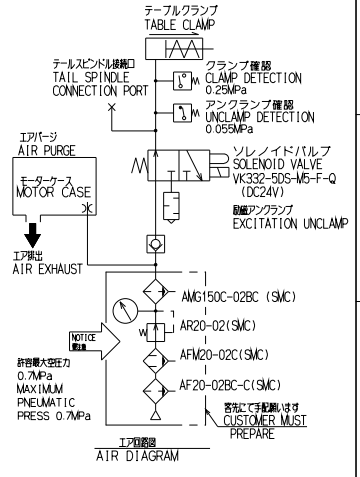 テーブルクランプ
TABLE CLAMP
テールスピンドル接続口
TAIL SPINDLE
CONNECTION PORT
クランプ確認
CLAMP DETECTION
0.25MPa
アンクランプ確認
UNCLAMP DETECTION
0.055MPa
エアパージ
AIR PURGE
モーターケース
MOTOR CASE
ソレノイドバルブ
SOLENOID VALVE
VK332-5DS-M5-F-Q
(DC24V)
励磁アンクランプ
EXCITATION UNCLAMP
エア排出
AIR EXHAUST
AMG150C-02BC (SMC)
AR20-02(SMC)
NOTICE
要注意
AFM20-02C(SMC)
AF20-02BC-C(SMC)
許容最大空圧力
0.7MPa
MAXIMUM
PNEUMATIC
PRESS 0.7MPa
客先にて手配願います
CUSTOMER MUST
PREPARE
エア回路図
AIR DIAGRAM